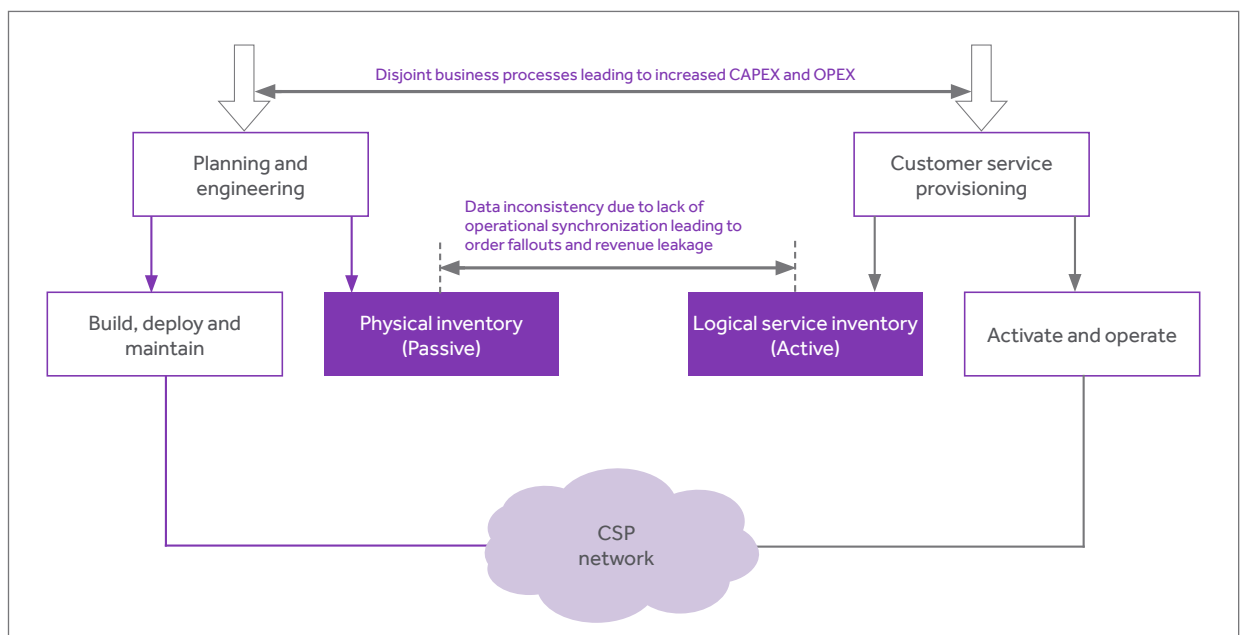 Disjoint business processes leading to increased CAPEX and OPEX
Planning and
engineering
Customer service
provisioning
Data inconsistency due to lack of
operational synchronization leading to
order fallouts and revenue leakage
Build, deploy and
maintain
Physical inventory
(Passive)
Logical service inventory
(Active)
Activate and operate
CSP
network